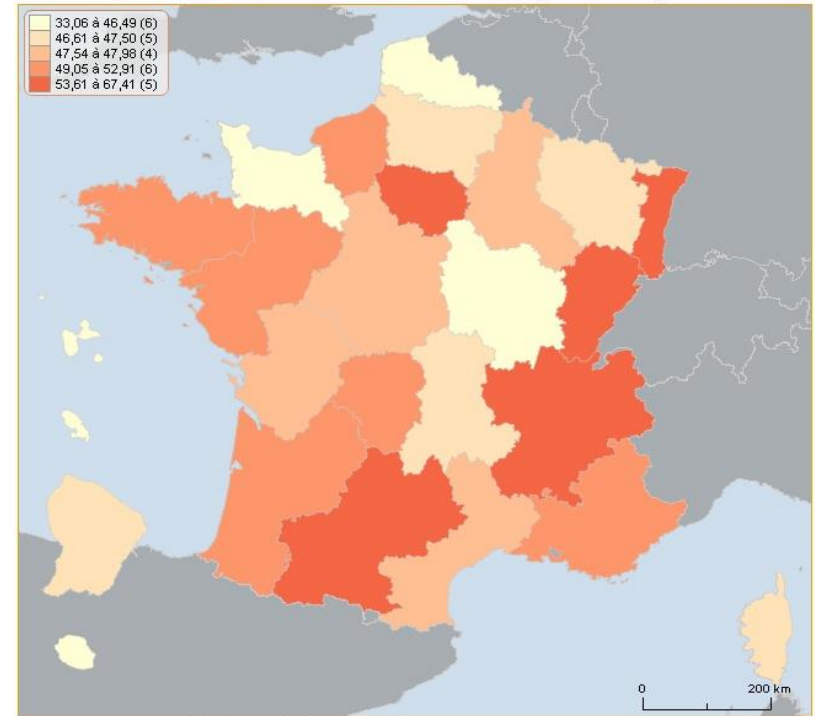 33,06 à 46,49 (6)
46,61 à 47,50 (5)
47,54 à 47,98 (4)
49,05 à 52,91 (6)
53,61 à 67,41 (5)
0 200 km